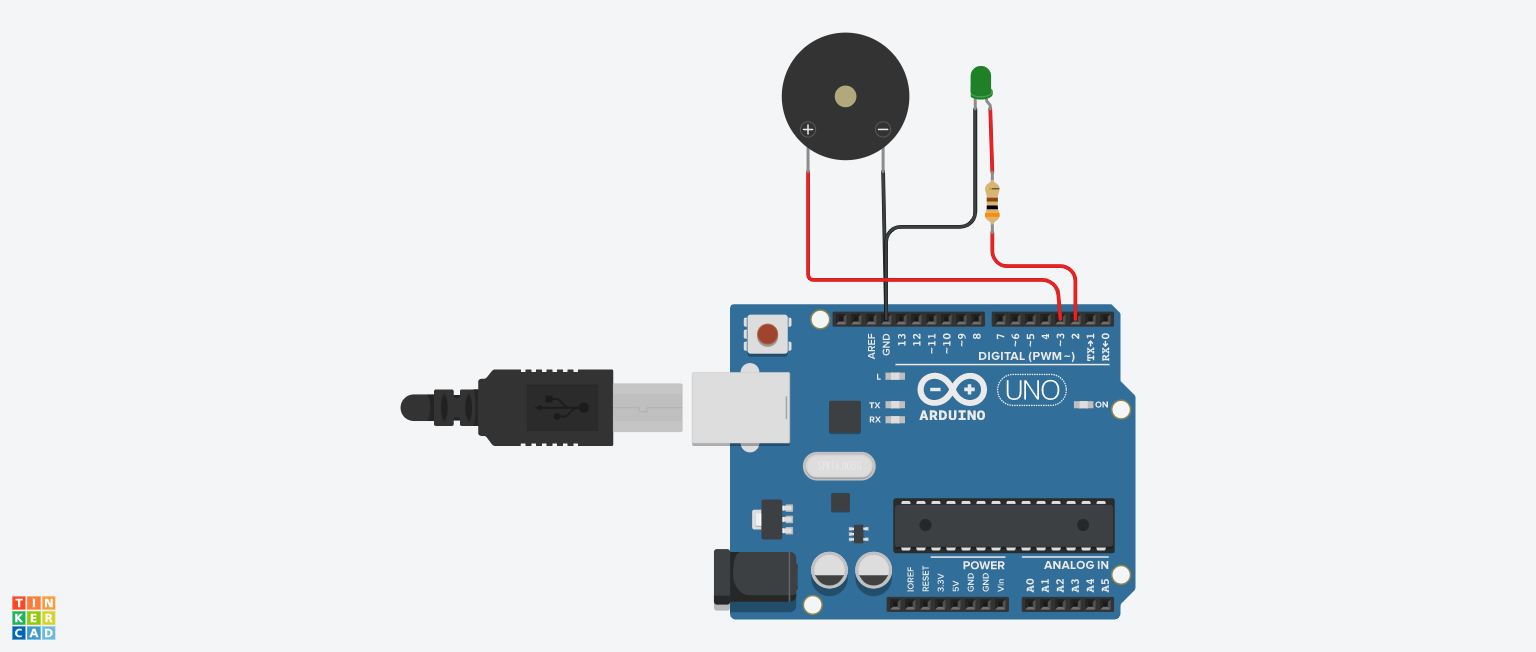 + −
AREF
GND
13
12
~11
~10
~9
8
7
~6
~5
4
~3
2
TX→1
RX←0
DIGITAL (PWM~)
L
TX
RX
ARDUINO
UNO
ON
POWER
ANALOG IN
IOREF
RESET
3.3V
5V
GND
GND
Vin
A0
A1
A2
A3
A4
A5
TIN
KER
CAD